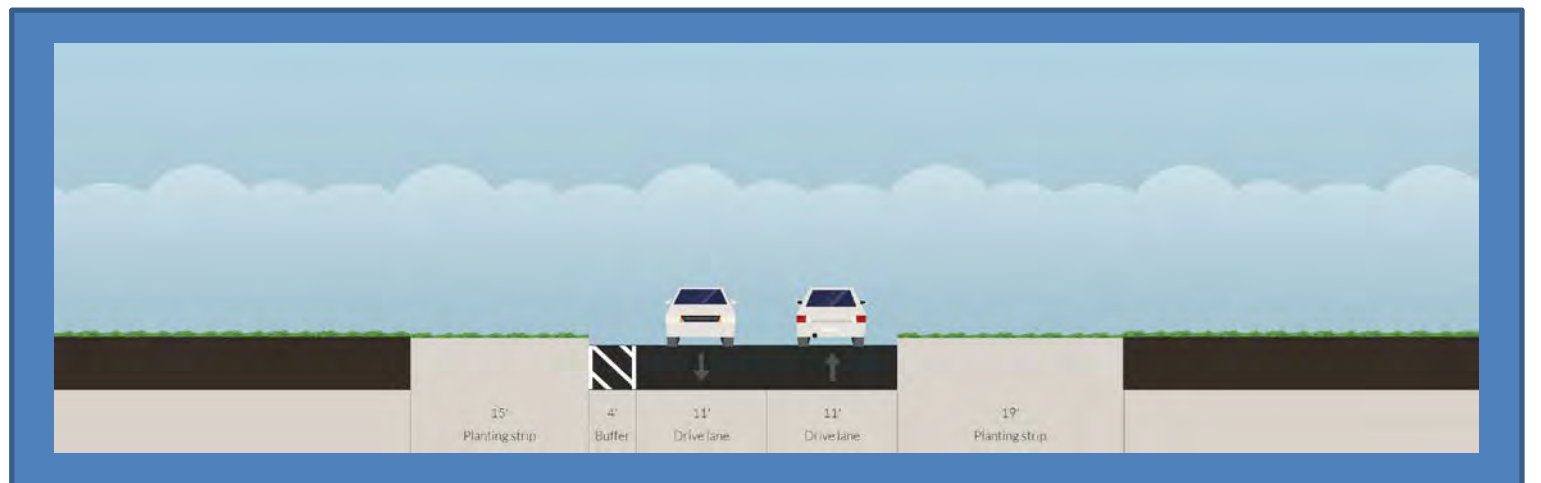 15' 4' 11' 11' 19'
Planting strip Buffer Drive lane Drive lane Planting strip